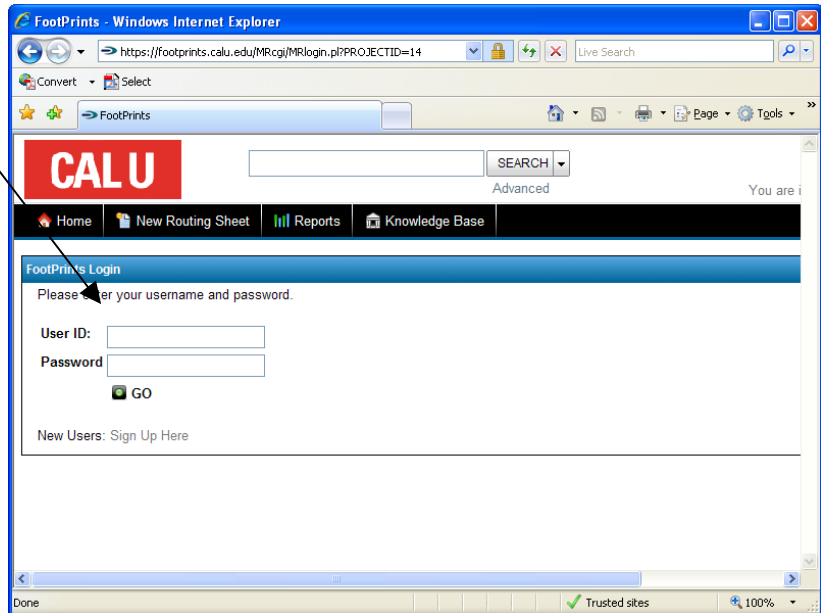 FootPrints - Windows Internet Explorer
https://footprints.calu.edu/MRcgi/MRlogin.pl?PROJECTID=14
Live Search
Convert Select
FootPrints
Page Tools »
CAL U
SEARCH
Advanced
You are i
Home New Routing Sheet Reports Knowledge Base
FootPrints Login
Please enter your username and password.
User ID:
Password
GO
New Users: Sign Up Here
Done Trusted sites 100%